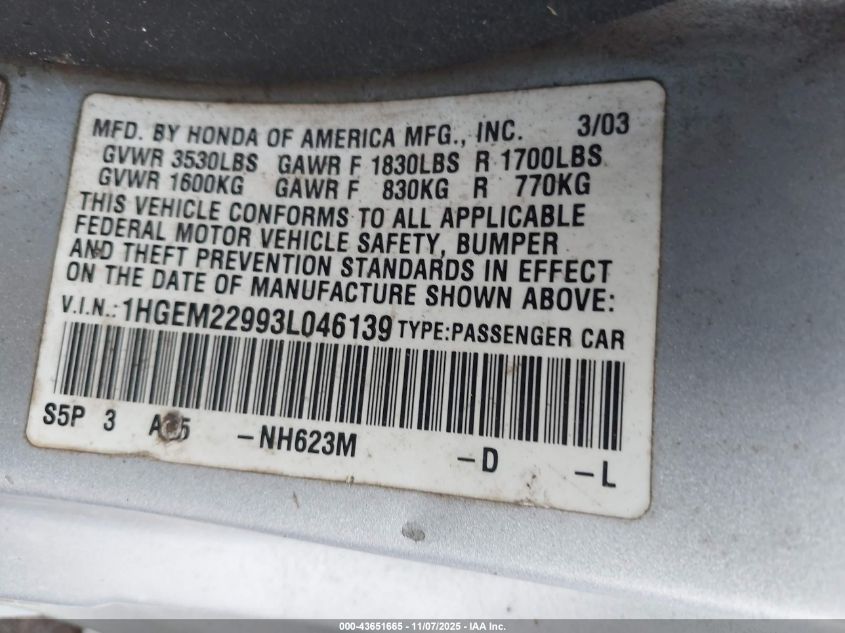 MFD. BY HONDA OF AMERICA MFG., INC. 3/03
GVWR 3530LBS GAWR F 1830LBS R 1700LBS
GVWR 1600KG GAWR F 830KG R 770KG
THIS VEHICLE CONFORMS TO ALL APPLICABLE
FEDERAL MOTOR VEHICLE SAFETY, BUMPER
AND THEFT PREVENTION STANDARDS IN EFFECT
ON THE DATE OF MANUFACTURE SHOWN ABOVE:
V.I.N.: 1HGEM22993L046139 TYPE:PASSENGER CAR
S5P 3 -NH623M -D -L
000-43651665 - 11/07/2025 - IAA Inc.